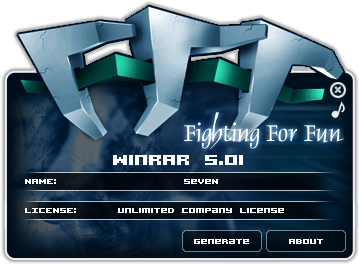 FFF
Fighting For Fun
WINRAR 5.01
NAME: SEVEN
LICENSE: UNLIMITED COMPANY LICENSE
GENERATE ABOUT